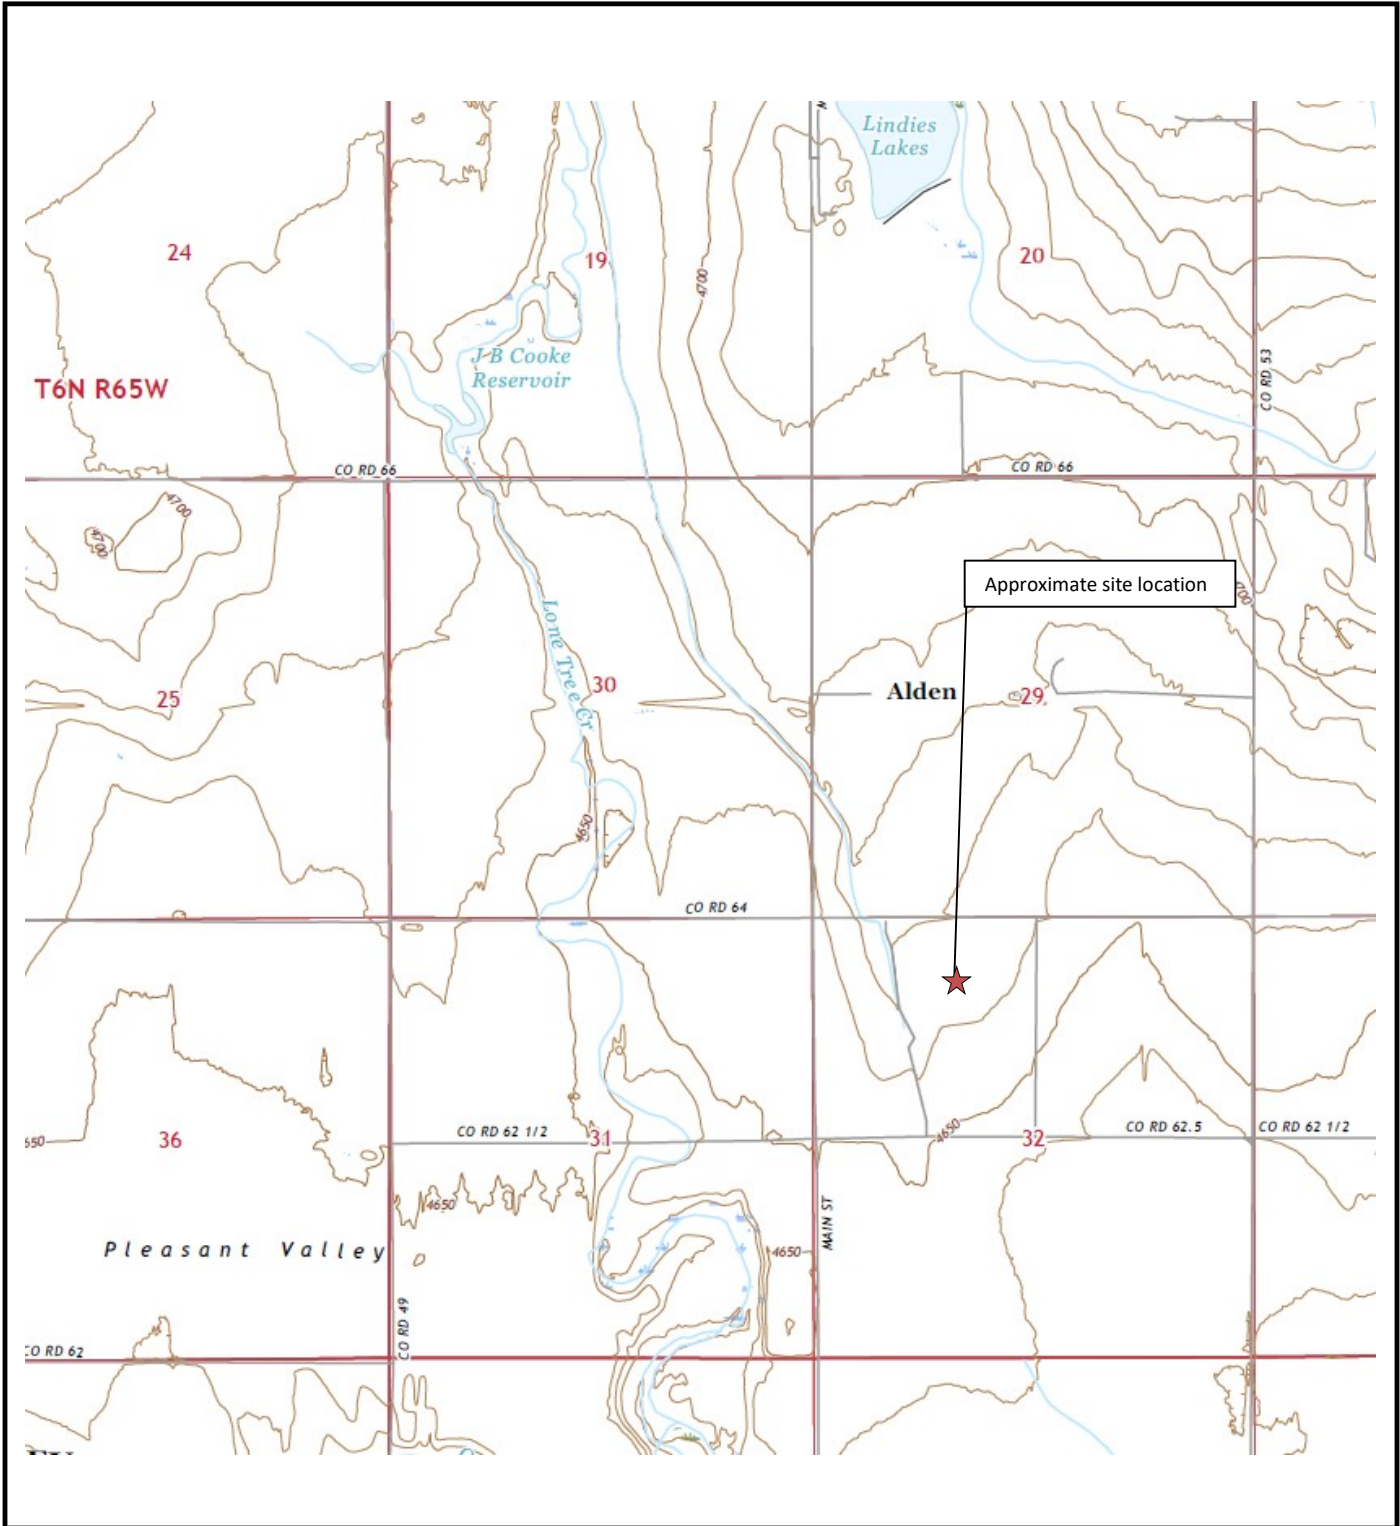 Lindies
Lakes
24
19
20
4700
J B Cooke
Reservoir
CO RD 53
T6N R65W
CO RD 66
CO RD 66
4700
4700
Approximate site location
Lone Tree Cr
30
25
Alden
29
4650
CO RD 64
36
CO RD 62 1/2
31
4650
32
CO RD 62.5
CO RD 62 1/2
4650
MAIN ST
Pleasant Valley
4650
CO RD 49
CO RD 62